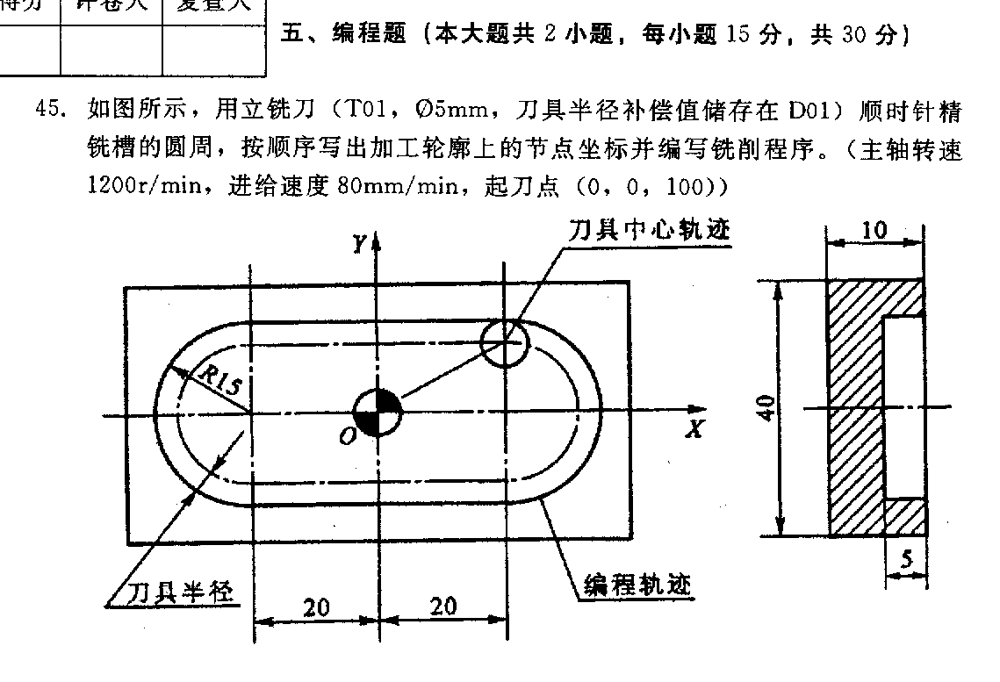 得分 评卷人 复查人
五、编程题（本大题共 2 小题，每小题 15 分，共 30 分）
45. 如图所示，用立铣刀（T01，Ø5mm，刀具半径补偿值储存在 D01）顺时针精
铣槽的圆周，按顺序写出加工轮廓上的节点坐标并编写铣削程序。（主轴转速
1200r/min，进给速度 80mm/min，起刀点（0，0，100））
刀具中心轨迹
Y
10
R15
40
O
X
5
刀具半径
编程轨迹
20
20